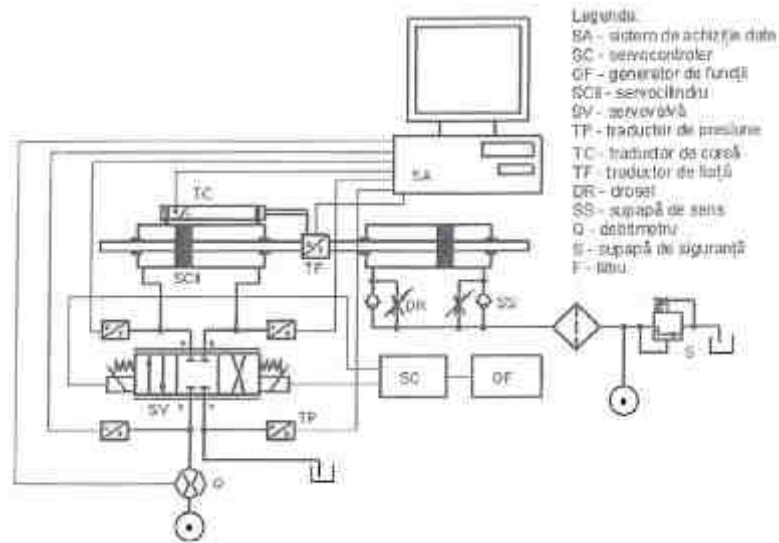 Legenda:
SA - sistem de achiziție date
SC - servocontroler
GF - generator de funcții
SCil - servocilindru
SV - servovalvă
TP - traductor de presiune
TC - traductor de cursă
TF - traductor de forță
DR - drosel
SS - supapă de sens
Q - debitmetru
S - supapă de siguranță
F - filtru
SA
TC
SCil
TF
DR
SS
S
SC
GF
SV
TP
Q